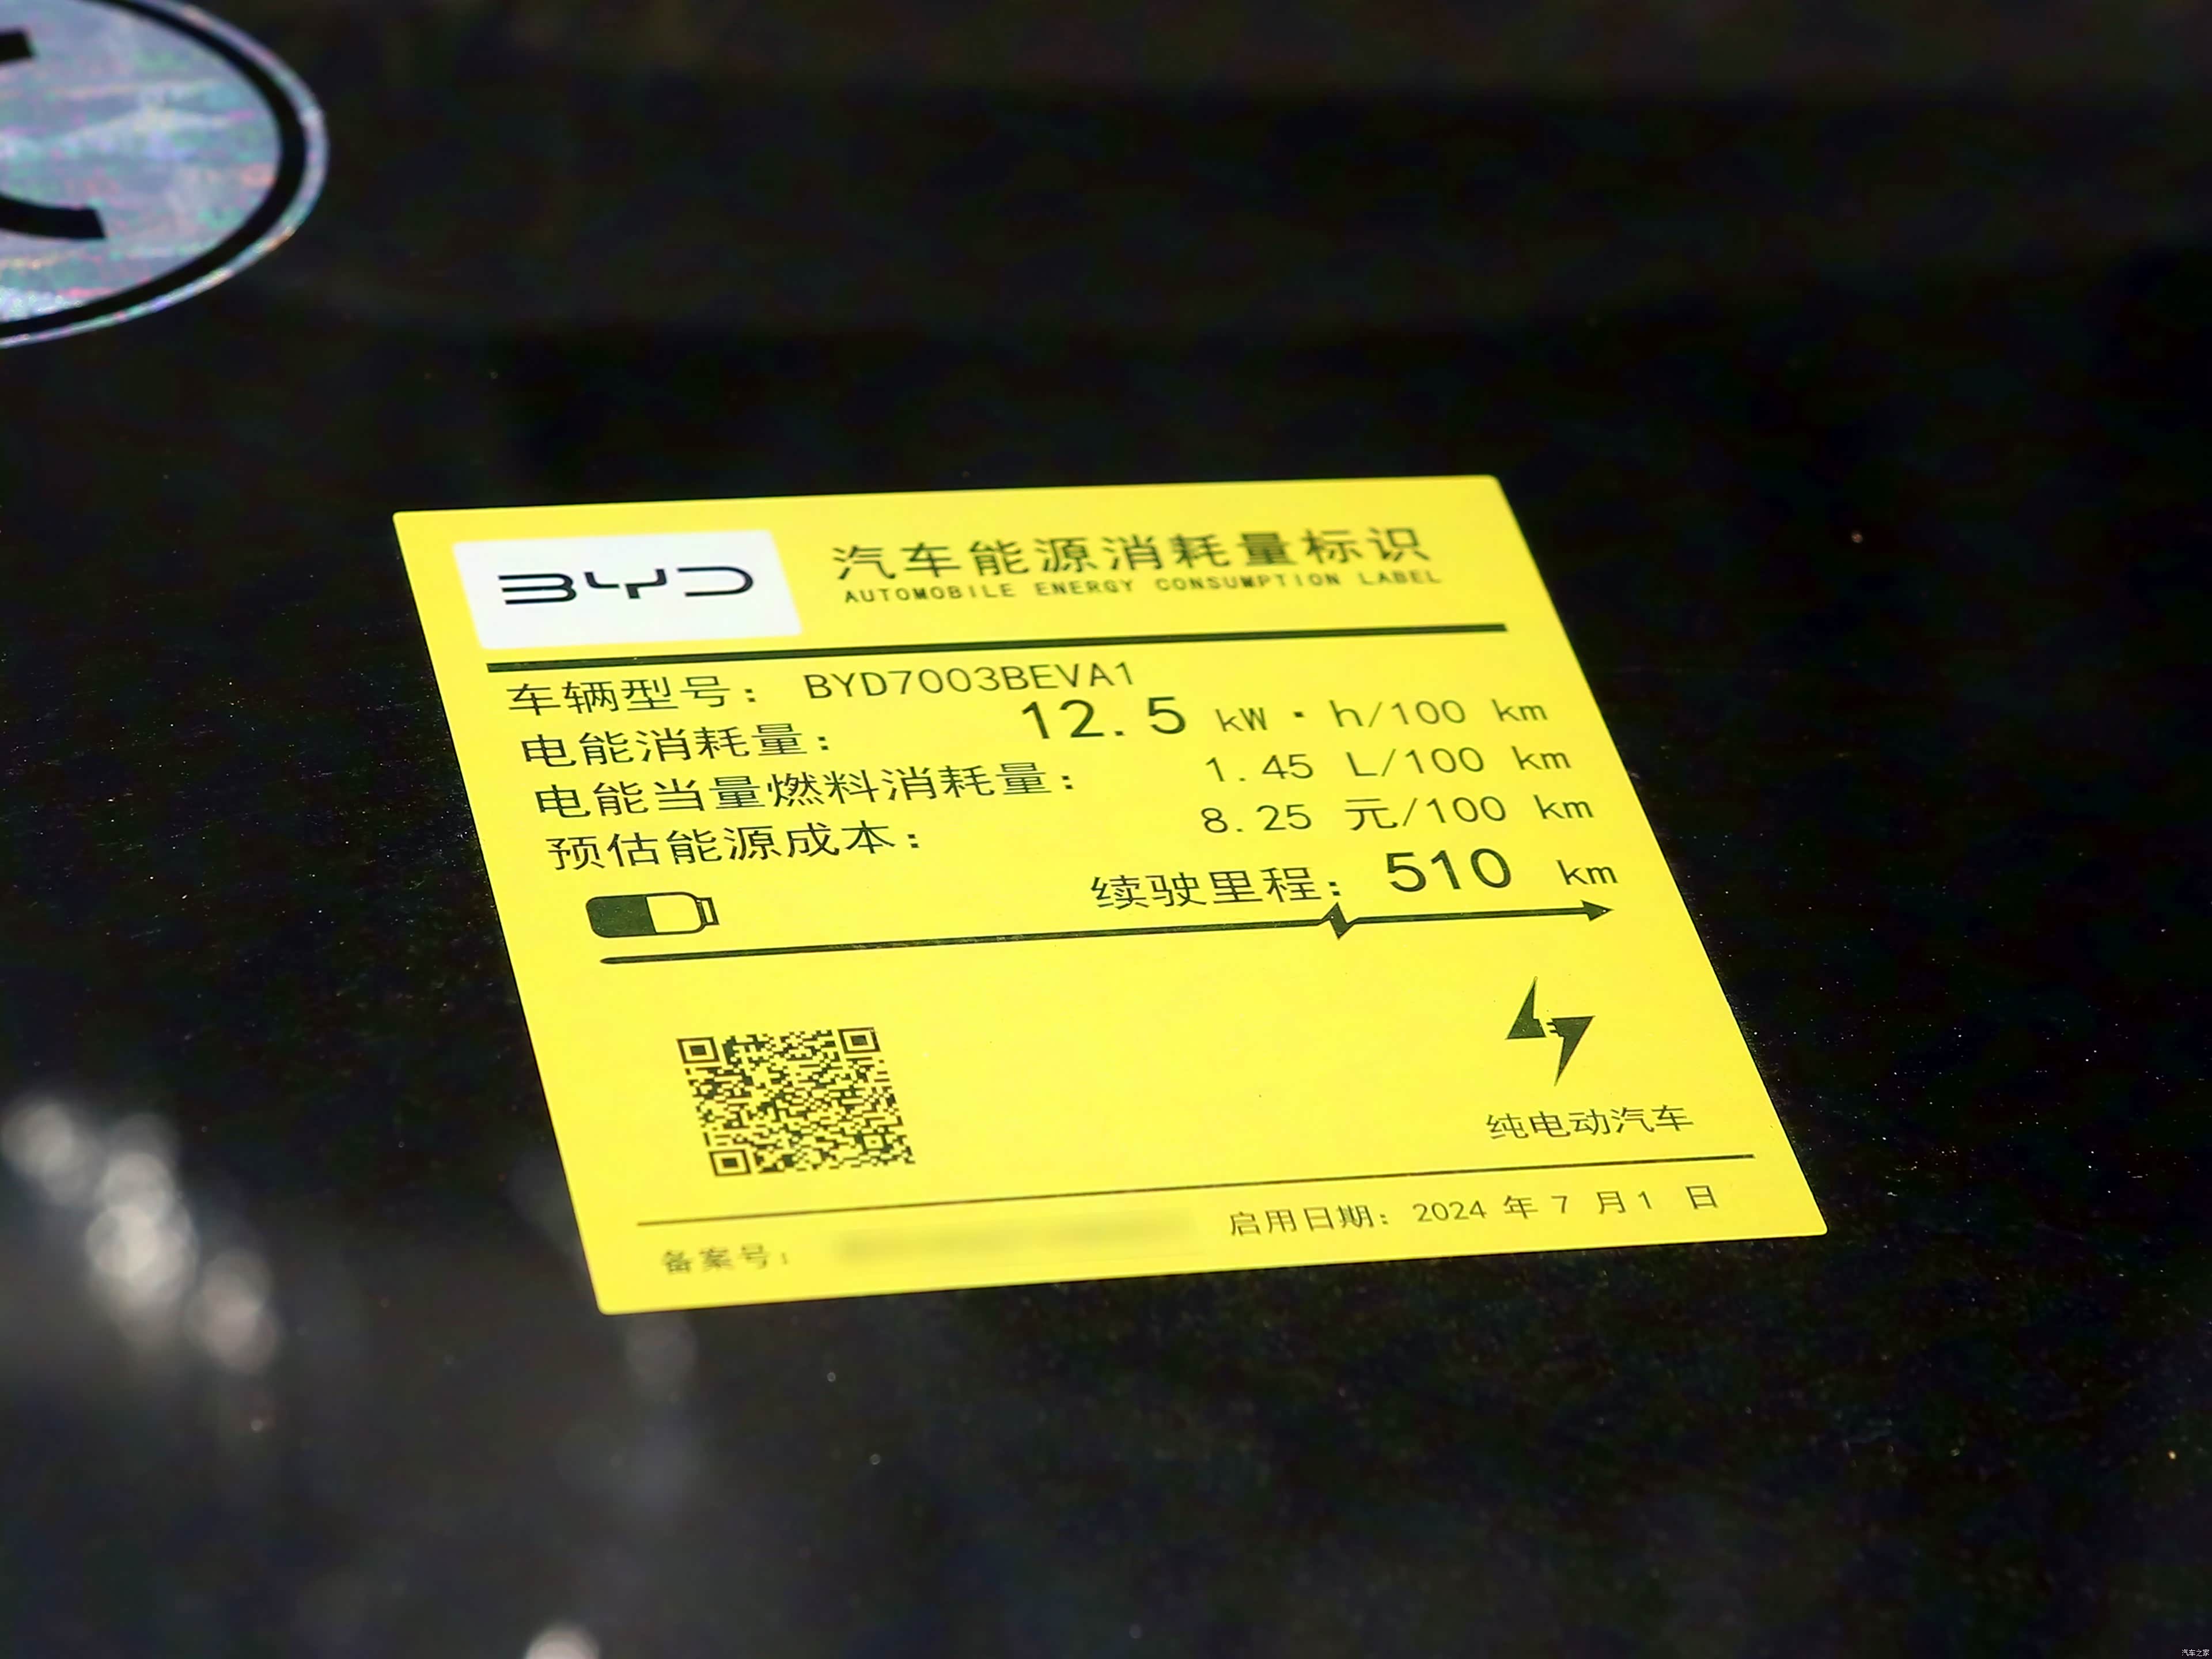 BYD
汽车能源消耗量标识
AUTOMOBILE ENERGY CONSUMPTION LABEL
车辆型号： BYD7003BEVA1
电能消耗量： 12.5 kW·h/100 km
电能当量燃料消耗量： 1.45 L/100 km
预估能源成本： 8.25 元/100 km
续驶里程： 510 km
纯电动汽车
备案号： 启用日期： 2024 年 7 月1 日
汽车之家